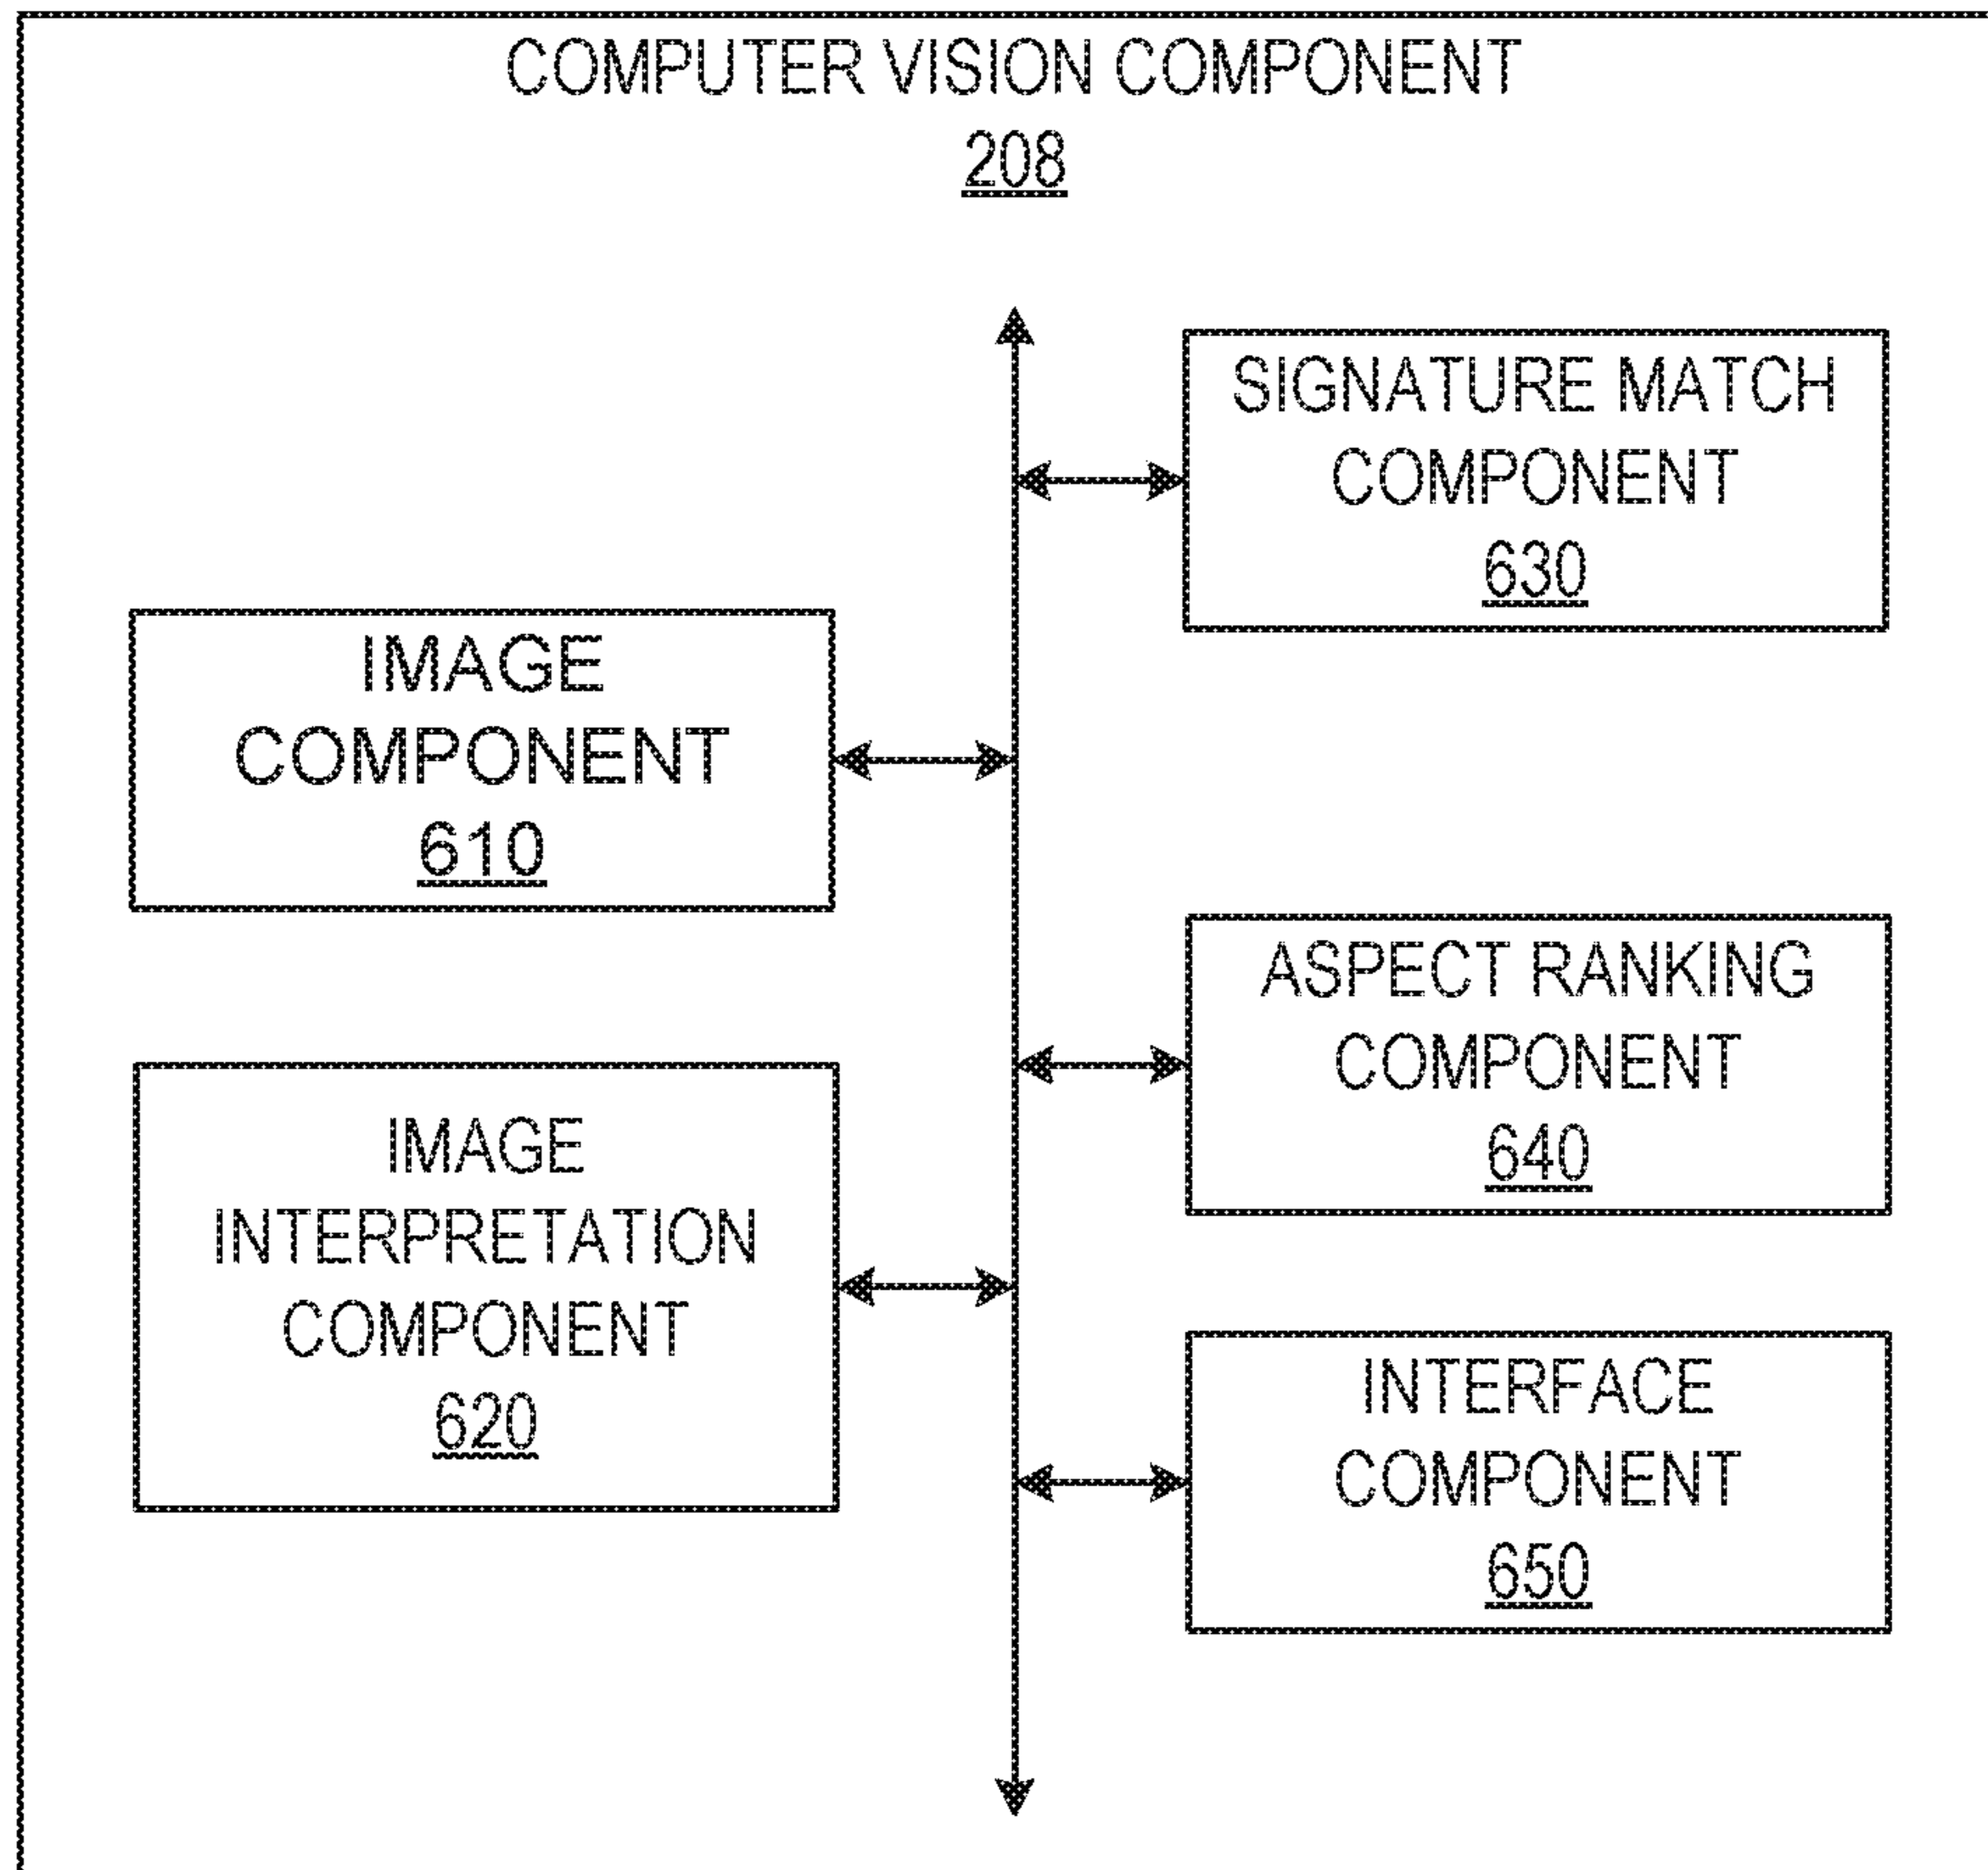 COMPUTER VISION COMPONENT
208
SIGNATURE MATCH
COMPONENT
630
IMAGE
COMPONENT
610
ASPECT RANKING
COMPONENT
640
IMAGE
INTERPRETATION
COMPONENT
620
INTERFACE
COMPONENT
650